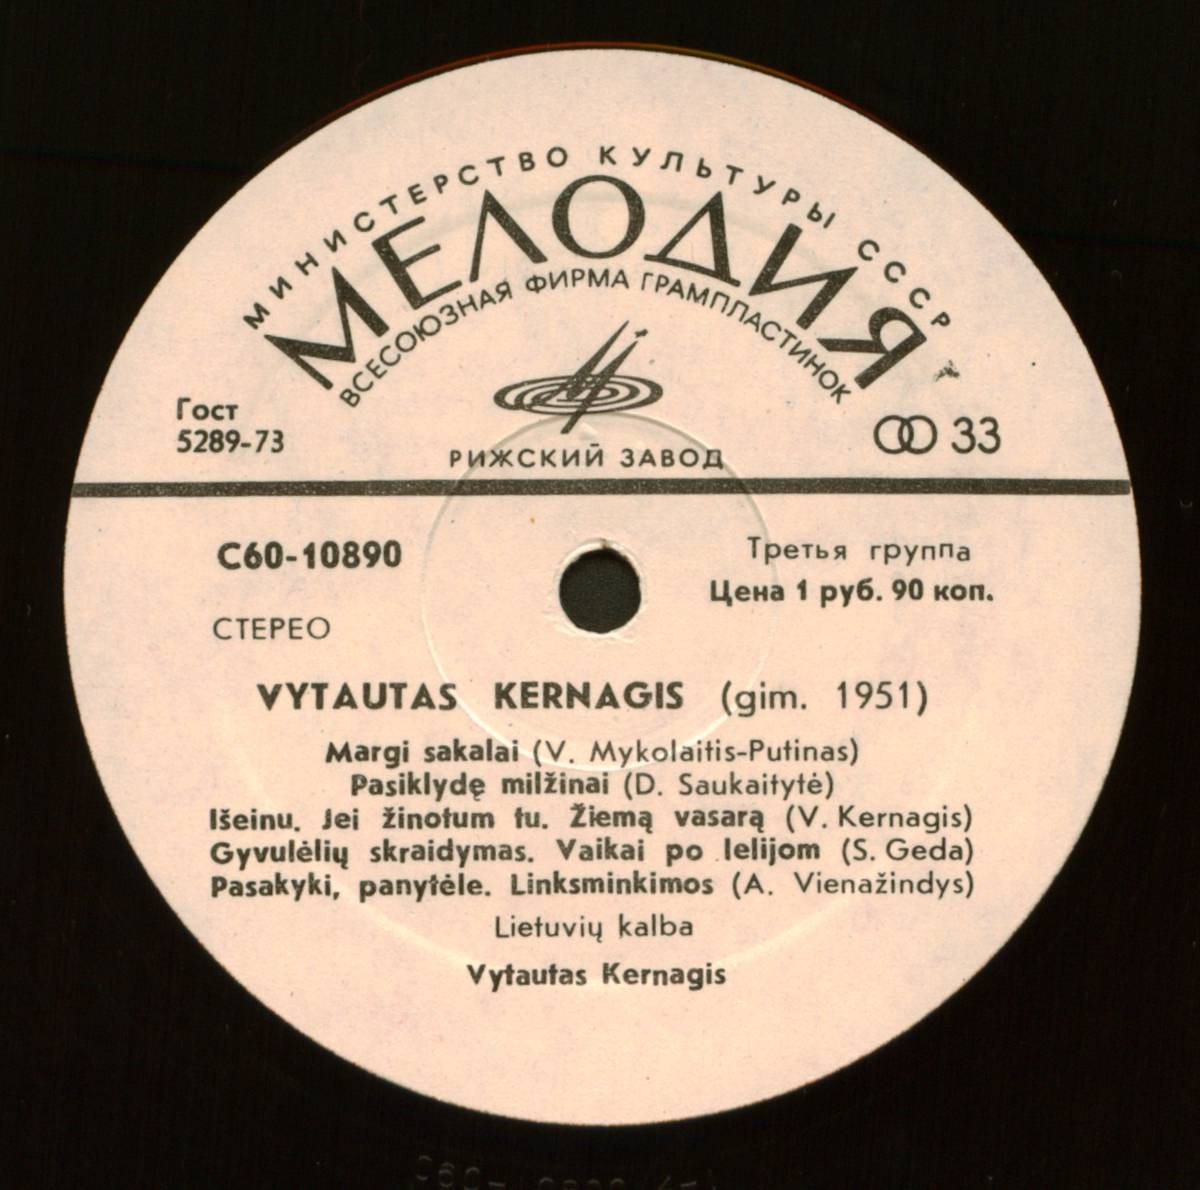 МИНИСТЕРСТВО КУЛЬТУРЫ СССР
МЕЛОДИЯ
ВСЕСОЮЗНАЯ ФИРМА ГРАМПЛАСТИНОК
Гост
5289-73
33
РИЖСКИЙ ЗАВОД
С60-10890
Третья группа
Цена 1 руб. 90 коп.
СТЕРЕО
VYTAUTAS KERNAGIS (gim. 1951)
Margi sakalai (V. Mykolaitis-Putinas)
Pasiklydę milžinai (D. Saukaitytė)
Išeinu. Jei žinotum tu. Žiemą vasarą (V. Kernagis)
Gyvulėlių skraidymas. Vaikai po lelijom (S. Geda)
Pasakyki, panytėle. Linksminkimos (A. Vienažindys)
Lietuvių kalba
Vytautas Kernagis